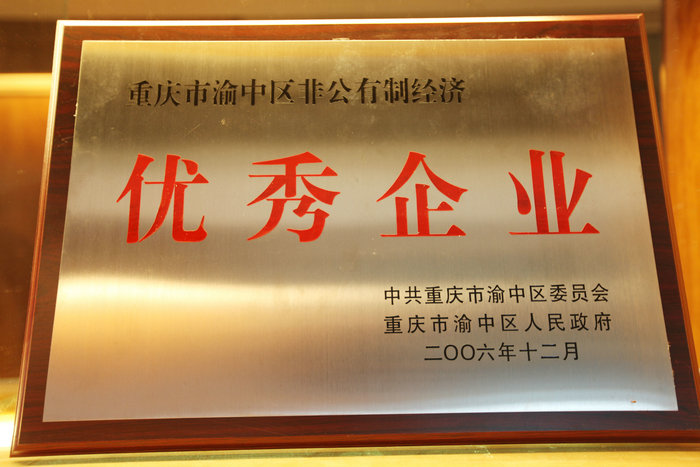 重庆市渝中区非公有制经济
优秀企业
中共重庆市渝中区委员会
重庆市渝中区人民政府
二〇〇六年十二月